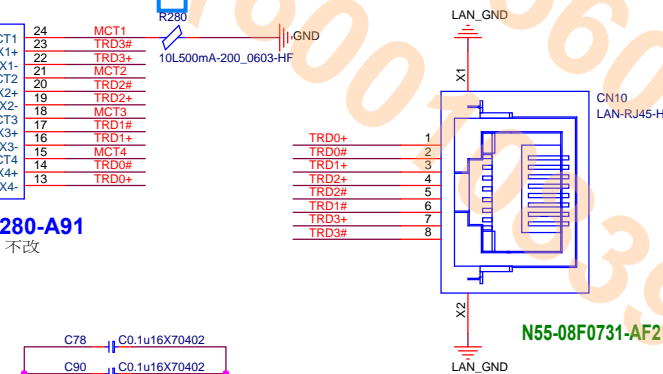 R280
LAN_GND
GND
10L500mA-200_0603-HF
CT1 24 MCT1
X1+ 23 TRD3#
X1- 22 TRD3+
CT2 21 MCT2
X2+ 20 TRD2#
X2- 19 TRD2+
CT3 18 MCT3
X3+ 17 TRD1#
X3- 16 TRD1+
CT4 15 MCT4
X4+ 14 TRD0#
X4- 13 TRD0+
280-A91
不改
X1
CN10
LAN-RJ45-H
TRD0+ 1
TRD0# 2
TRD1+ 3
TRD2+ 4
TRD2# 5
TRD1# 6
TRD3+ 7
TRD3# 8
X2
N55-08F0731-AF2
LAN_GND
C78 C0.1u16X70402
C90 C0.1u16X70402